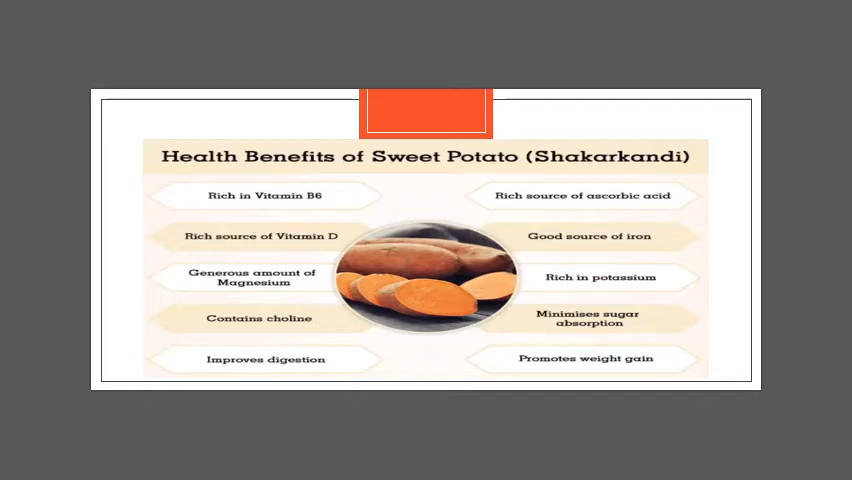 Health Benefits of Sweet Potato (Shakarkandi)
Rich in Vitamin B6
Rich source of ascorbic acid
Rich source of Vitamin D
Good source of iron
Generous amount of
Magnesium
Rich in potassium
Contains choline
Minimises sugar
absorption
Improves digestion
Promotes weight gain